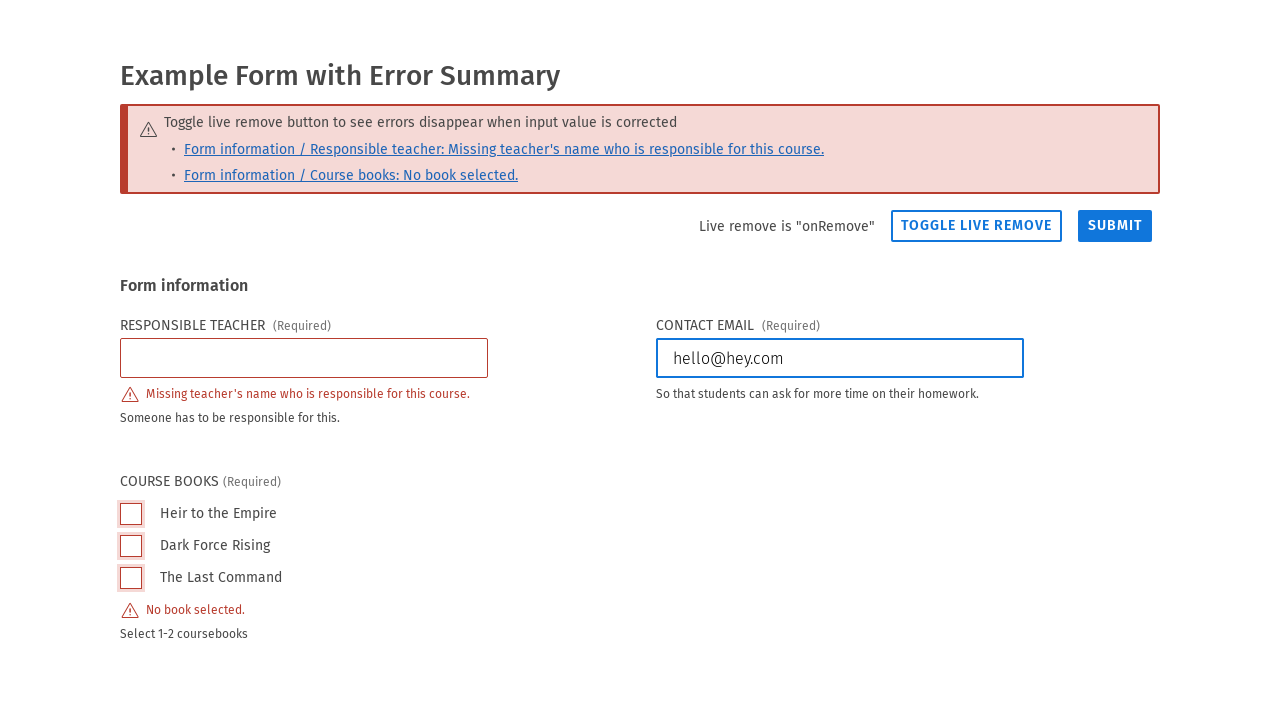 Example Form with Error Summary
Toggle live remove button to see errors disappear when input value is corrected
• Form information / Responsible teacher: Missing teacher's name who is responsible for this course.
• Form information / Course books: No book selected.
Live remove is "onRemove" TOGGLE LIVE REMOVE SUBMIT
Form information
RESPONSIBLE TEACHER (Required) CONTACT EMAIL (Required)
hello@hey.com
Missing teacher's name who is responsible for this course. So that students can ask for more time on their homework.
Someone has to be responsible for this.
COURSE BOOKS (Required)
Heir to the Empire
Dark Force Rising
The Last Command
No book selected.
Select 1-2 coursebooks